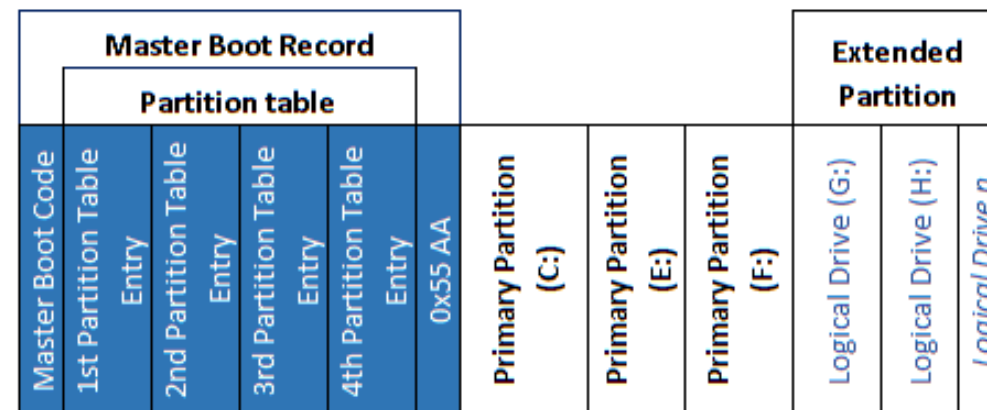 Master Boot Record
Partition table
Extended
Partition
Master Boot Code
1st Partition Table
Entry
2nd Partition Table
Entry
3rd Partition Table
Entry
4th Partition Table
Entry
0x55 AA
Primary Partition
(C:)
Primary Partition
(E:)
Primary Partition
(F:)
Logical Drive (G:)
Logical Drive (H:)
Logical Drive n